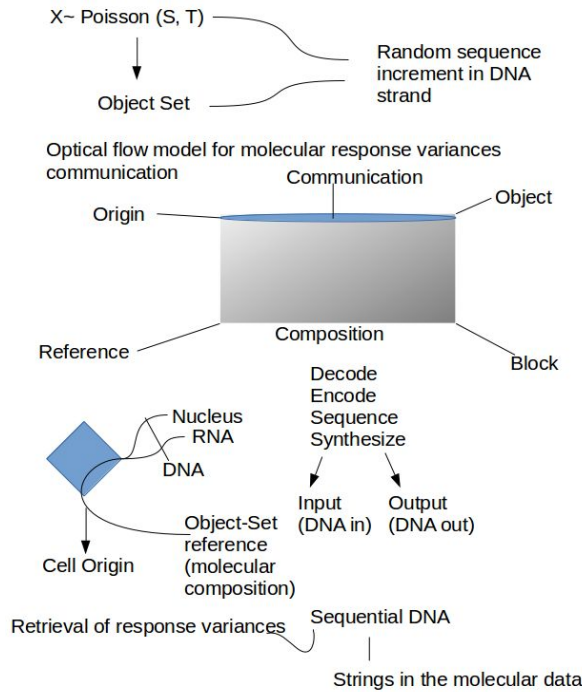 X~ Poisson (S, T)
Random sequence
increment in DNA
strand
Object Set
Optical flow model for molecular response variances
communication
Communication
Origin
Object
Reference
Composition
Block
Decode
Encode
Sequence
Synthesize
Nucleus
RNA
DNA
Input
(DNA in)
Output
(DNA out)
Object-Set
reference
(molecular
composition)
Cell Origin
Retrieval of response variances
Sequential DNA
Strings in the molecular data